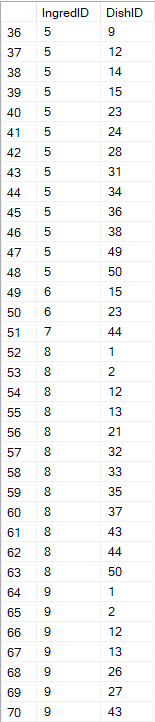 IngredID DishID
36 5 9
37 5 12
38 5 14
39 5 15
40 5 23
41 5 24
42 5 28
43 5 31
44 5 34
45 5 36
46 5 38
47 5 49
48 5 50
49 6 15
50 6 23
51 7 44
52 8 1
53 8 2
54 8 12
55 8 13
56 8 21
57 8 32
58 8 33
59 8 35
60 8 37
61 8 43
62 8 44
63 8 50
64 9 1
65 9 2
66 9 12
67 9 13
68 9 26
69 9 27
70 9 43